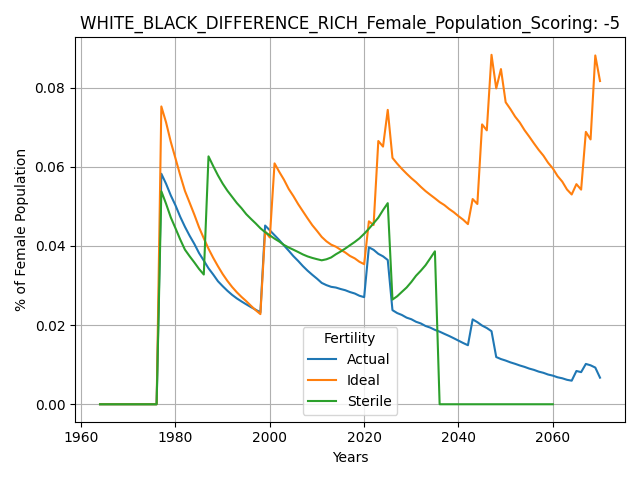 WHITE_BLACK_DIFFERENCE_RICH_Female_Population_Scoring: -5
% of Female Population
0.08
0.06
0.04
0.02
0.00
Fertility
Actual
Ideal
Sterile
1960
1980
2000
2020
2040
2060
Years